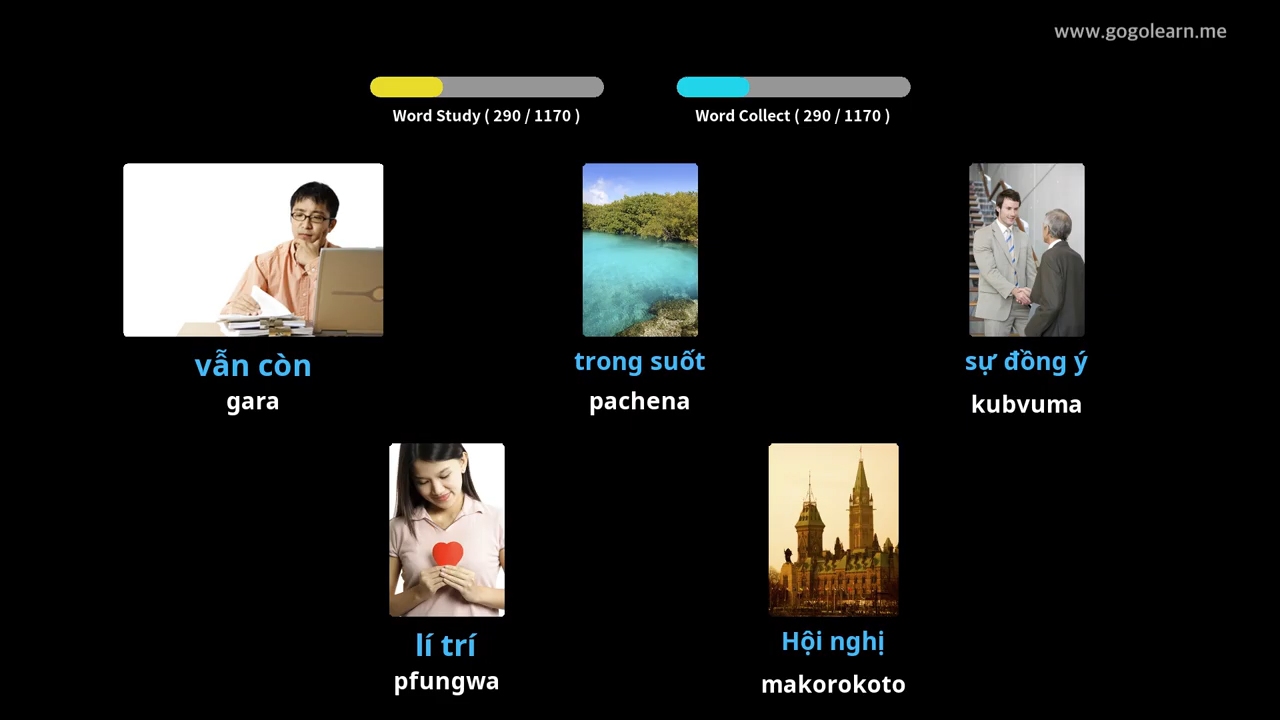 www.gogolearn.me
Word Study ( 290 / 1170 )
Word Collect ( 290 / 1170 )
vẫn còn
gara
trong suốt
pachena
sự đồng ý
kubvuma
lí trí
pfungwa
Hội nghị
makorokoto